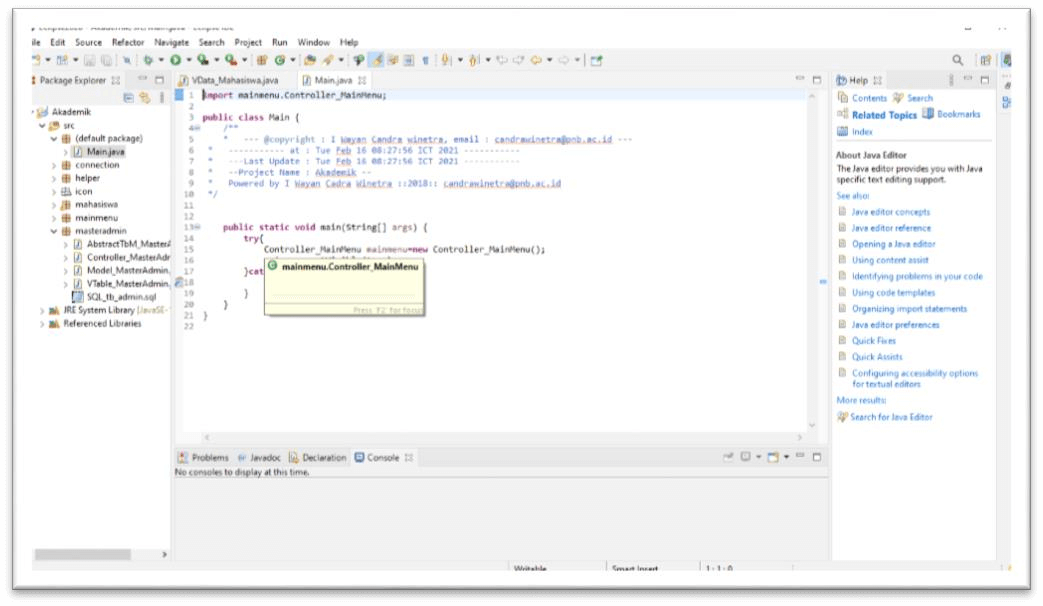 File Edit Source Refactor Navigate Search Project Run Window Help
Package Explorer
Akademik
src
(default package)
Main.java
connection
helper
icon
mahasiswa
mainmenu
masteradmin
AbstractTbM_MasterA
Controller_MasterAdr
Model_MasterAdmin.
VTable_MasterAdmin.
SQL_tb_admin.sql
JRE System Library [JavaSE-
Referenced Libraries
VData_Mahasiswa.java Main.java
1 import mainmenu.Controller_MainMenu;
2
3 public class Main {
4 /**
5 * --- @copyright : I Wayan Candra winetra, email : candrawinetra@pnb.ac.id ---
6 * ----------- at : Tue Feb 16 08:27:56 ICT 2021 -----------
7 * ---Last Update : Tue Feb 16 08:27:56 ICT 2021 -----------
8 * --Project Name : Akademik --
9 * Powered by I Wayan Cadra Winetra ::2018:: candrawinetra@pnb.ac.id
10 */
11
12
13 public static void main(String[] args) {
14 try{
15 Controller_MainMenu mainmenu=new Controller_MainMenu();
16
17 }cat
18
19 }
20 }
21 }
22
mainmenu.Controller_MainMenu
Press 'F2' for focus
Problems Javadoc Declaration Console
No consoles to display at this time.
Help
Contents Search
Related Topics Bookmarks
Index
About Java Editor
The Java editor provides you with Java
specific text editing support.
See also:
Java editor concepts
Java editor reference
Opening a Java editor
Using content assist
Identifying problems in your code
Using code templates
Organizing import statements
Java editor preferences
Quick Fixes
Quick Assists
Configuring accessibility options
for textual editors
More results:
Search for Java Editor
Writable Smart Insert 1 : 1 : 0